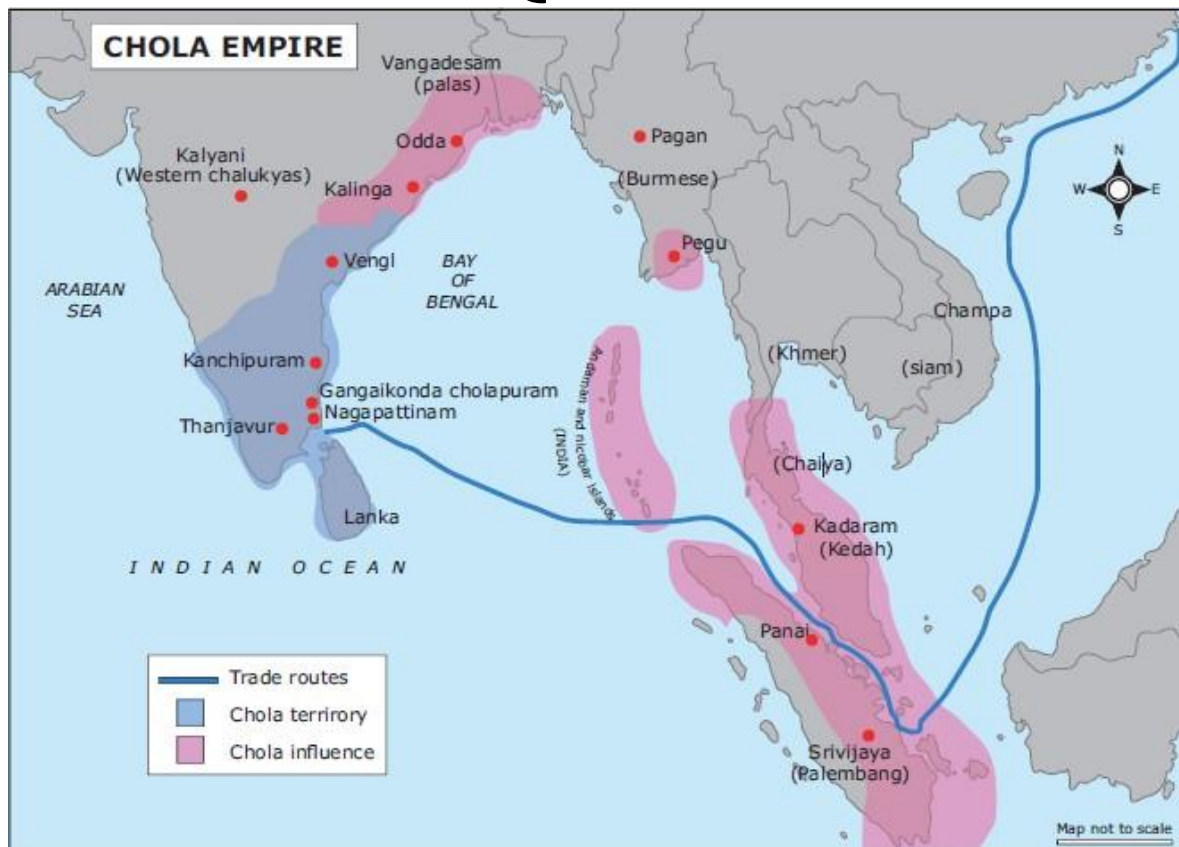 CHOLA EMPIRE
Vangadesam
(palas)
Odda
Pagan
Kalyani
(Western chalukyas)
Kalinga
(Burmese)
N
W
E
S
Pegu
Vengl
BAY
OF
BENGAL
ARABIAN
SEA
Champa
Kanchipuram
(Khmer)
(siam)
Andaman and nicobar Islands
(INDIA)
Gangaikonda cholapuram
Nagapattinam
Thanjavur
(Chaiya)
Lanka
Kadaram
(Kedah)
INDIAN OCEAN
Panai
Trade routes
Chola terrirory
Chola influence
Srivijaya
(Palembang)
Map not to scale